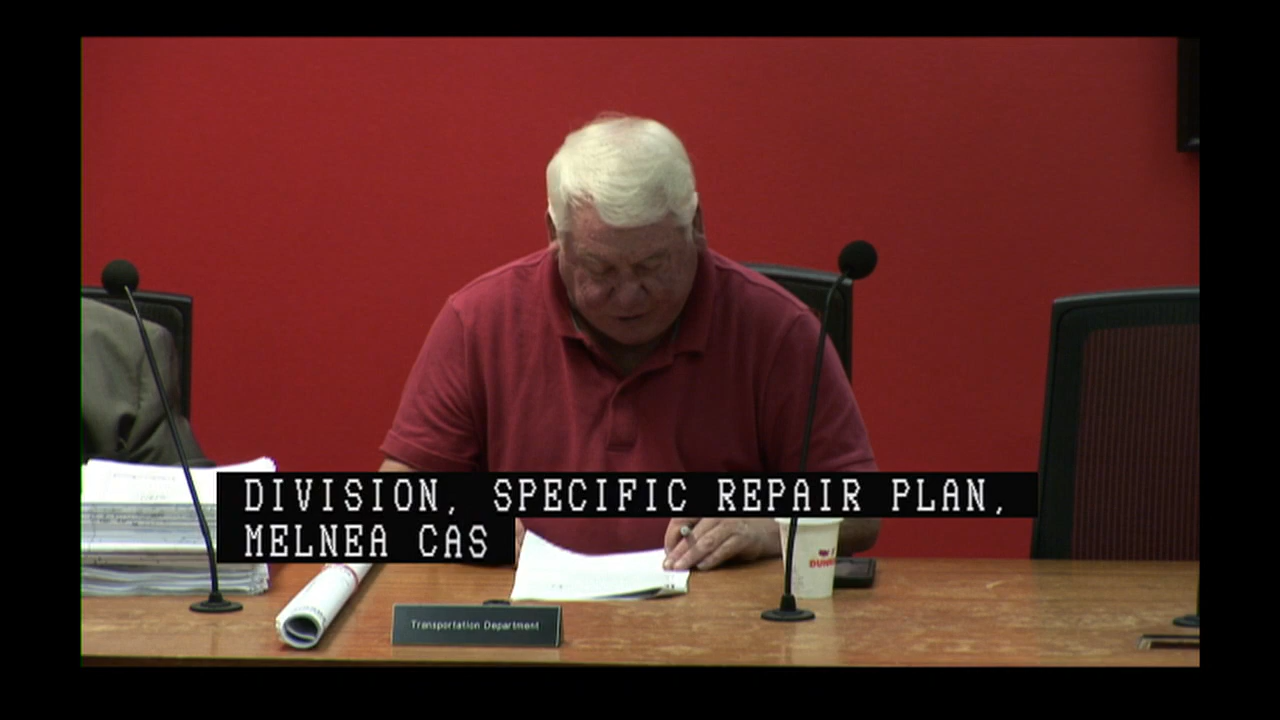 DIVISION, SPECIFIC REPAIR PLAN,
MELNEA CAS
Transportation Department